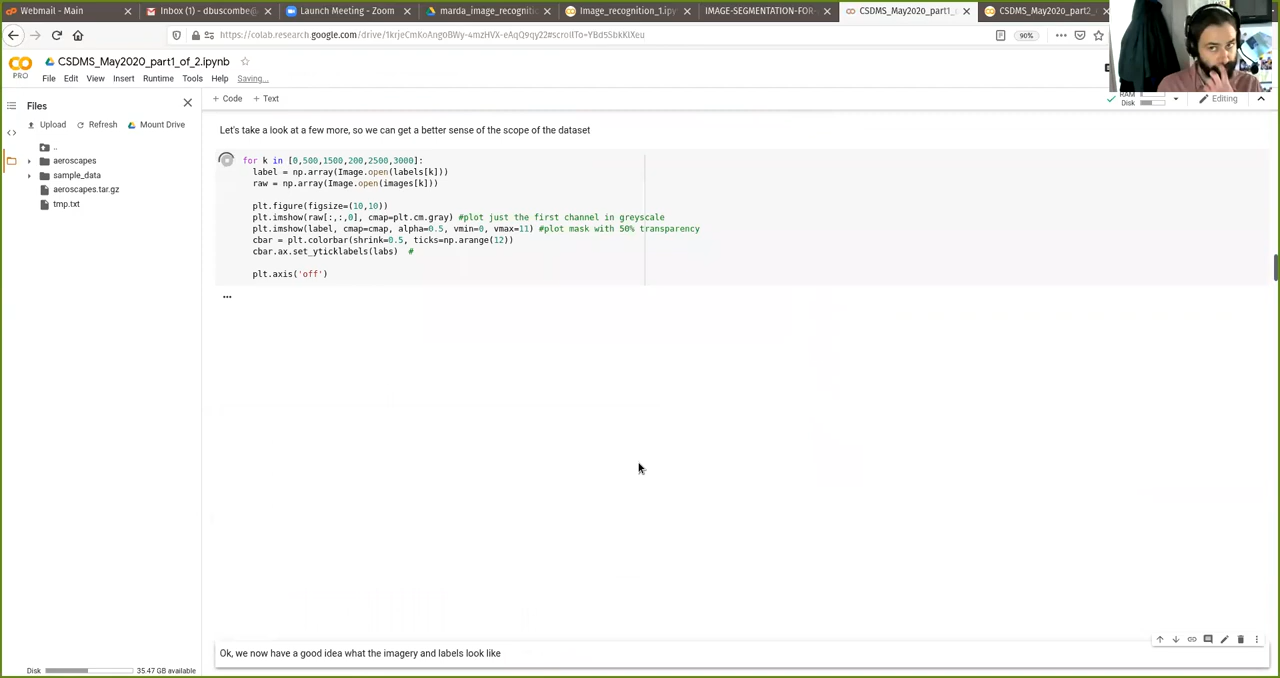 Webmail - Main
Inbox (1) - dbuscombe@
Launch Meeting - Zoom
marda_image_recogniti
Image_recognition_1.ipy
IMAGE-SEGMENTATION-FOR-
CSDMS_May2020_part1_
CSDMS_May2020_part2_
https://colab.research.google.com/drive/
90%
CO
PRO
CSDMS_May2020_part1_of_2.ipynb
File Edit View Insert Runtime Tools Help Saving...
Files
Upload Refresh Mount Drive
..
aeroscapes
sample_data
aeroscapes.tar.gz
tmp.txt
Disk 35.47 GB available
+ Code + Text
RAM
Disk
Editing
Let's take a look at a few more, so we can get a better sense of the scope of the dataset
for k in [0,500,1500,200,2500,3000]:
label = np.array(Image.open(labels[k]))
raw = np.array(Image.open(images[k]))
plt.figure(figsize=(10,10))
plt.imshow(raw[:,:,0], cmap=plt.cm.gray) #plot just the first channel in greyscale
plt.imshow(label, cmap=cmap, alpha=0.5, vmin=0, vmax=11) #plot mask with 50% transparency
cbar = plt.colorbar(shrink=0.5, ticks=np.arange(12))
cbar.ax.set_yticklabels(labs) #
plt.axis('off')
...
Ok, we now have a good idea what the imagery and labels look like